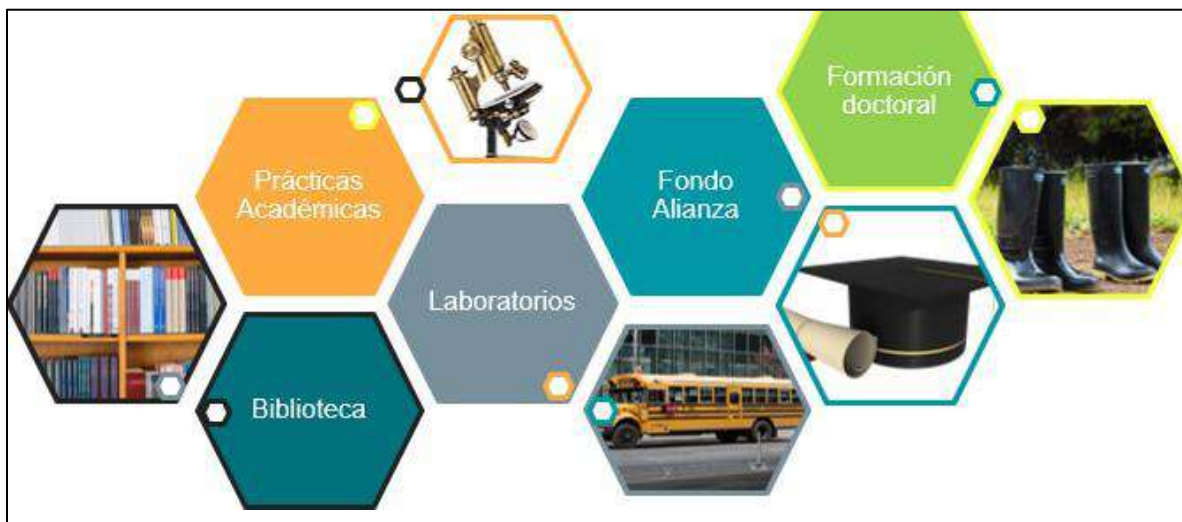 Formación
doctoral
Prácticas
Académicas
Fondo
Alianza
Laboratorios
Biblioteca